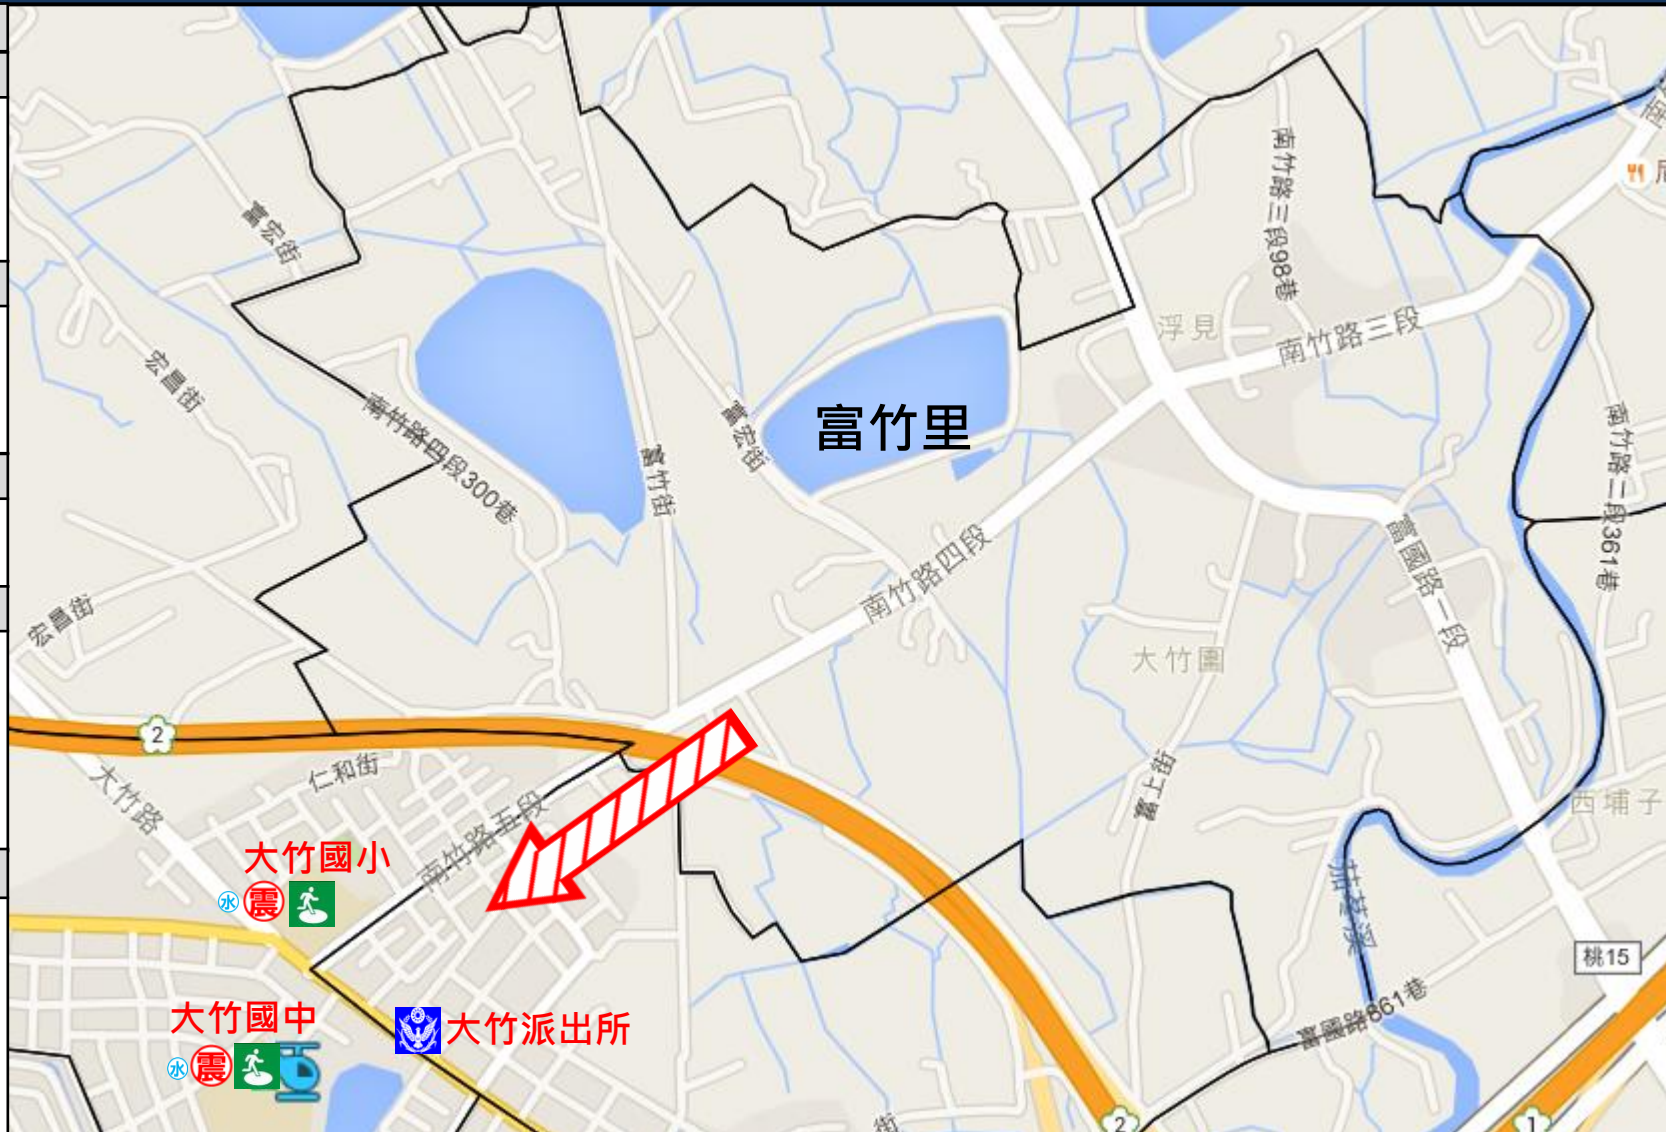 南竹路三段98巷
富宏街
浮見
南竹路三段
宏昌街
南竹路四段300巷
富宏街
富竹里
富竹街
南竹路二段361巷
南竹路四段
富國路一段
宏昌街
大竹圍
2
仁和街
大竹路
富上街
西埔子
南竹路五段
大竹國小
水
震
茄苳溪
桃15
大竹國中
水
震
大竹派出所
富國路861巷
街
2
1